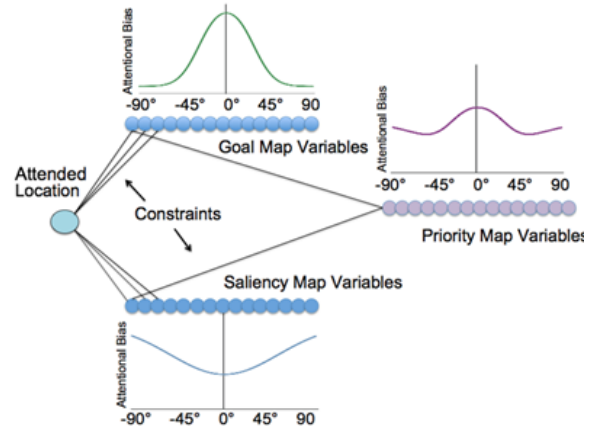 Attentional Bias
-90° -45° 0° 45° 90
Goal Map Variables
Attended
Location
Constraints
Attentional Bias
-90° -45° 0° 45° 90
Priority Map Variables
Saliency Map Variables
Attentional Bias
-90° -45° 0° 45° 90°